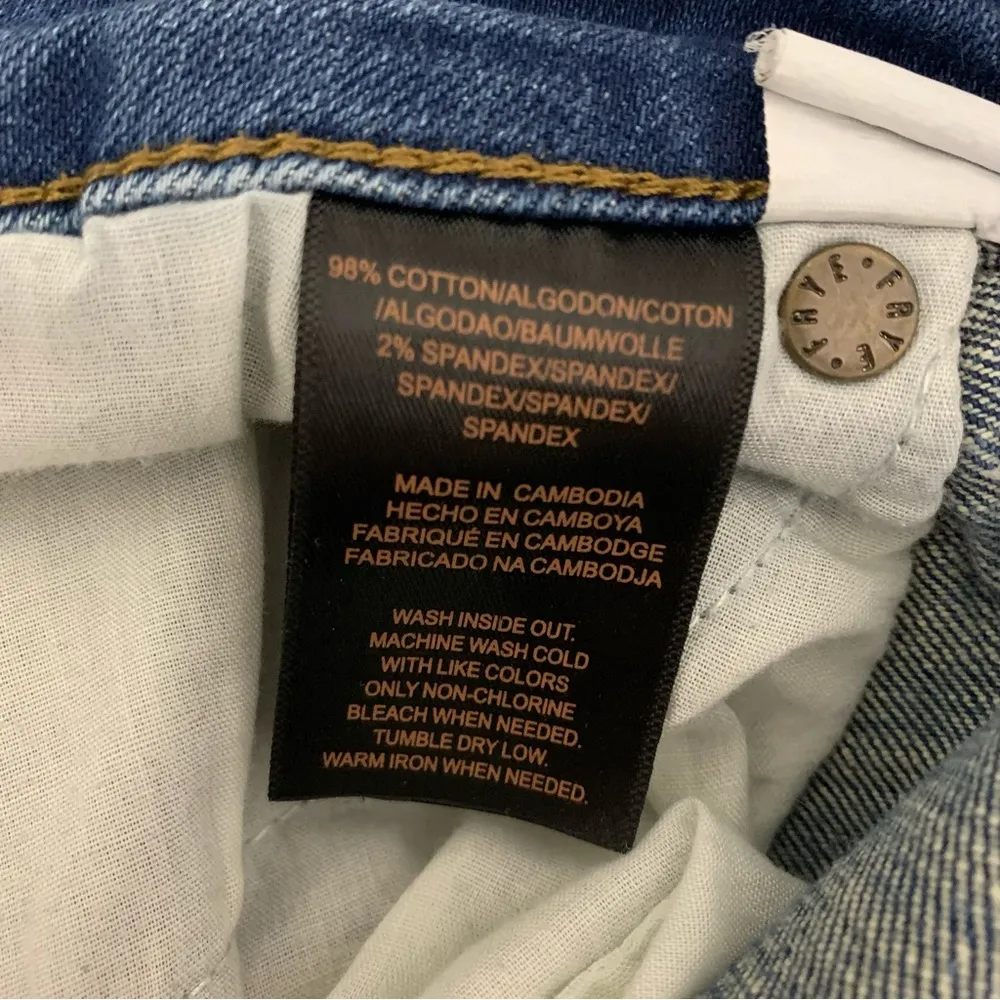 98% COTTON/ALGODON/COTON
/ALGODAO/BAUMWOLLE
2% SPANDEX/SPANDEX/
SPANDEX/SPANDEX/
SPANDEX
MADE IN CAMBODIA
HECHO EN CAMBOYA
FABRIQUÉ EN CAMBODGE
FABRICADO NA CAMBODJA
WASH INSIDE OUT.
MACHINE WASH COLD
WITH LIKE COLORS
ONLY NON-CHLORINE
BLEACH WHEN NEEDED.
TUMBLE DRY LOW.
WARM IRON WHEN NEEDED.
THYE • FRYE •